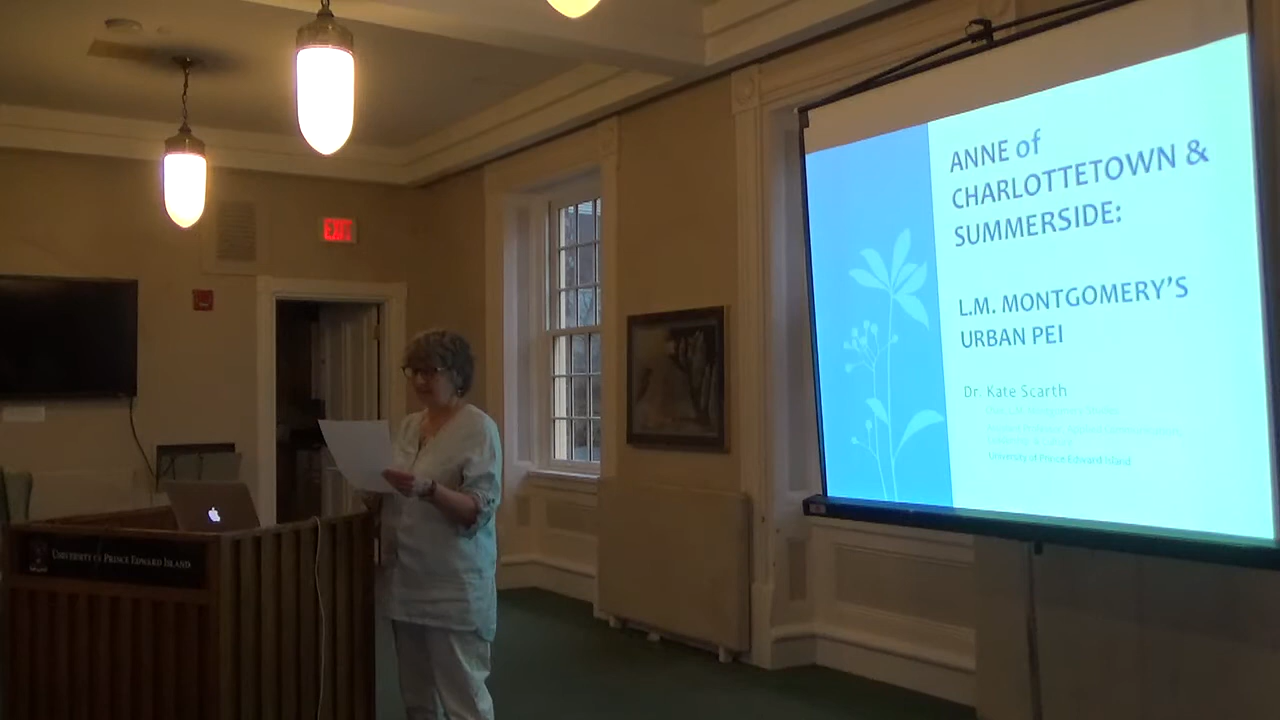 EXIT
UNIVERSITY OF PRINCE EDWARD ISLAND
ANNE of
CHARLOTTETOWN &
SUMMERSIDE:
L.M. MONTGOMERY'S
URBAN PEI
Dr. Kate Scarth
University of Prince Edward Island